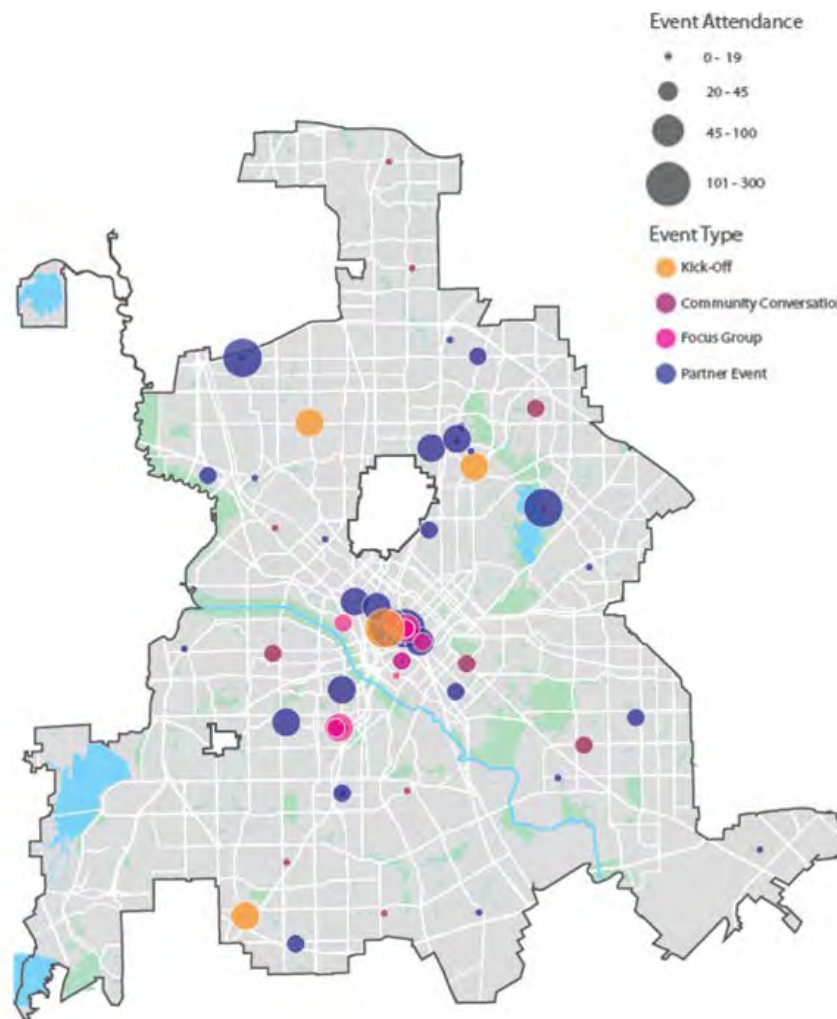 Event Attendance
0 - 19
20 - 45
45 - 100
101 - 300
Event Type
Kick-Off
Community Conversation
Focus Group
Partner Event